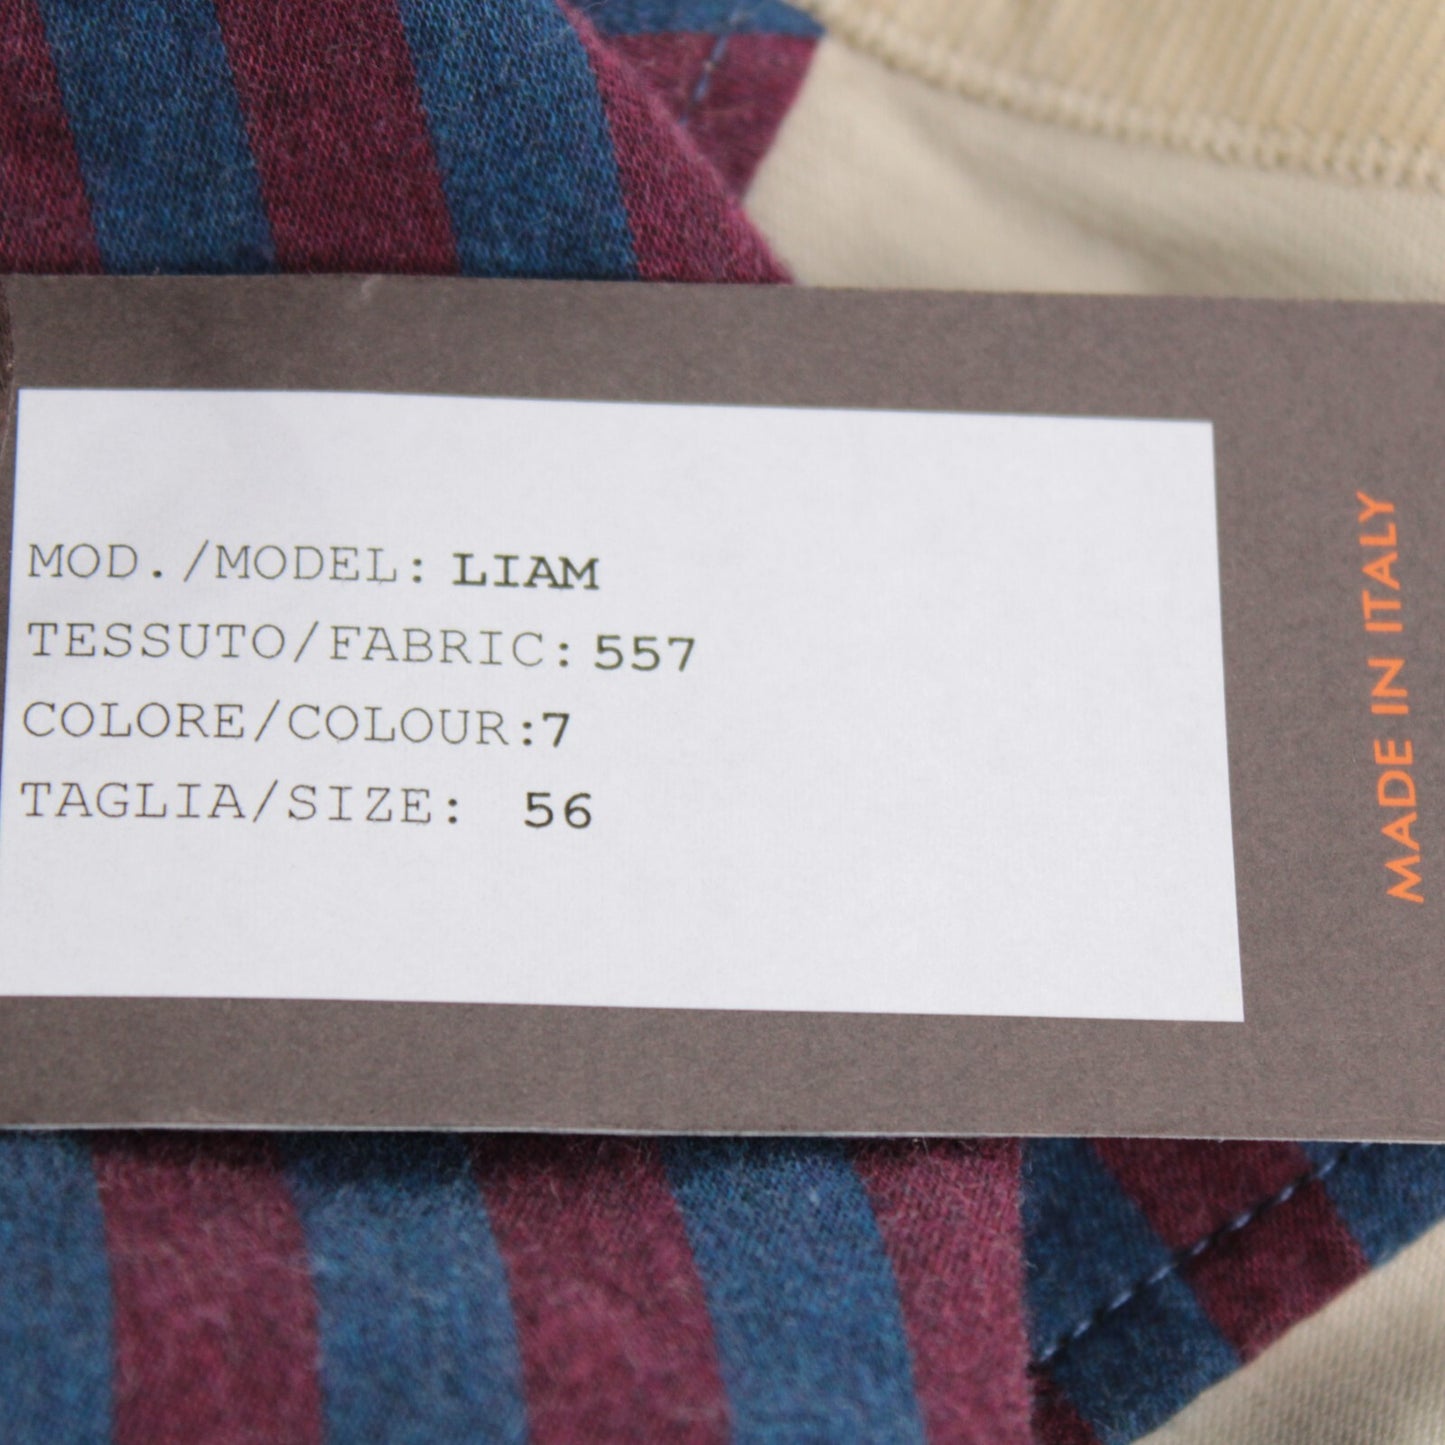 MOD./MODEL: LIAM
TESSUTO/FABRIC: 557
COLORE/COLOUR:7
TAGLIA/SIZE: 56
MADE IN ITALY